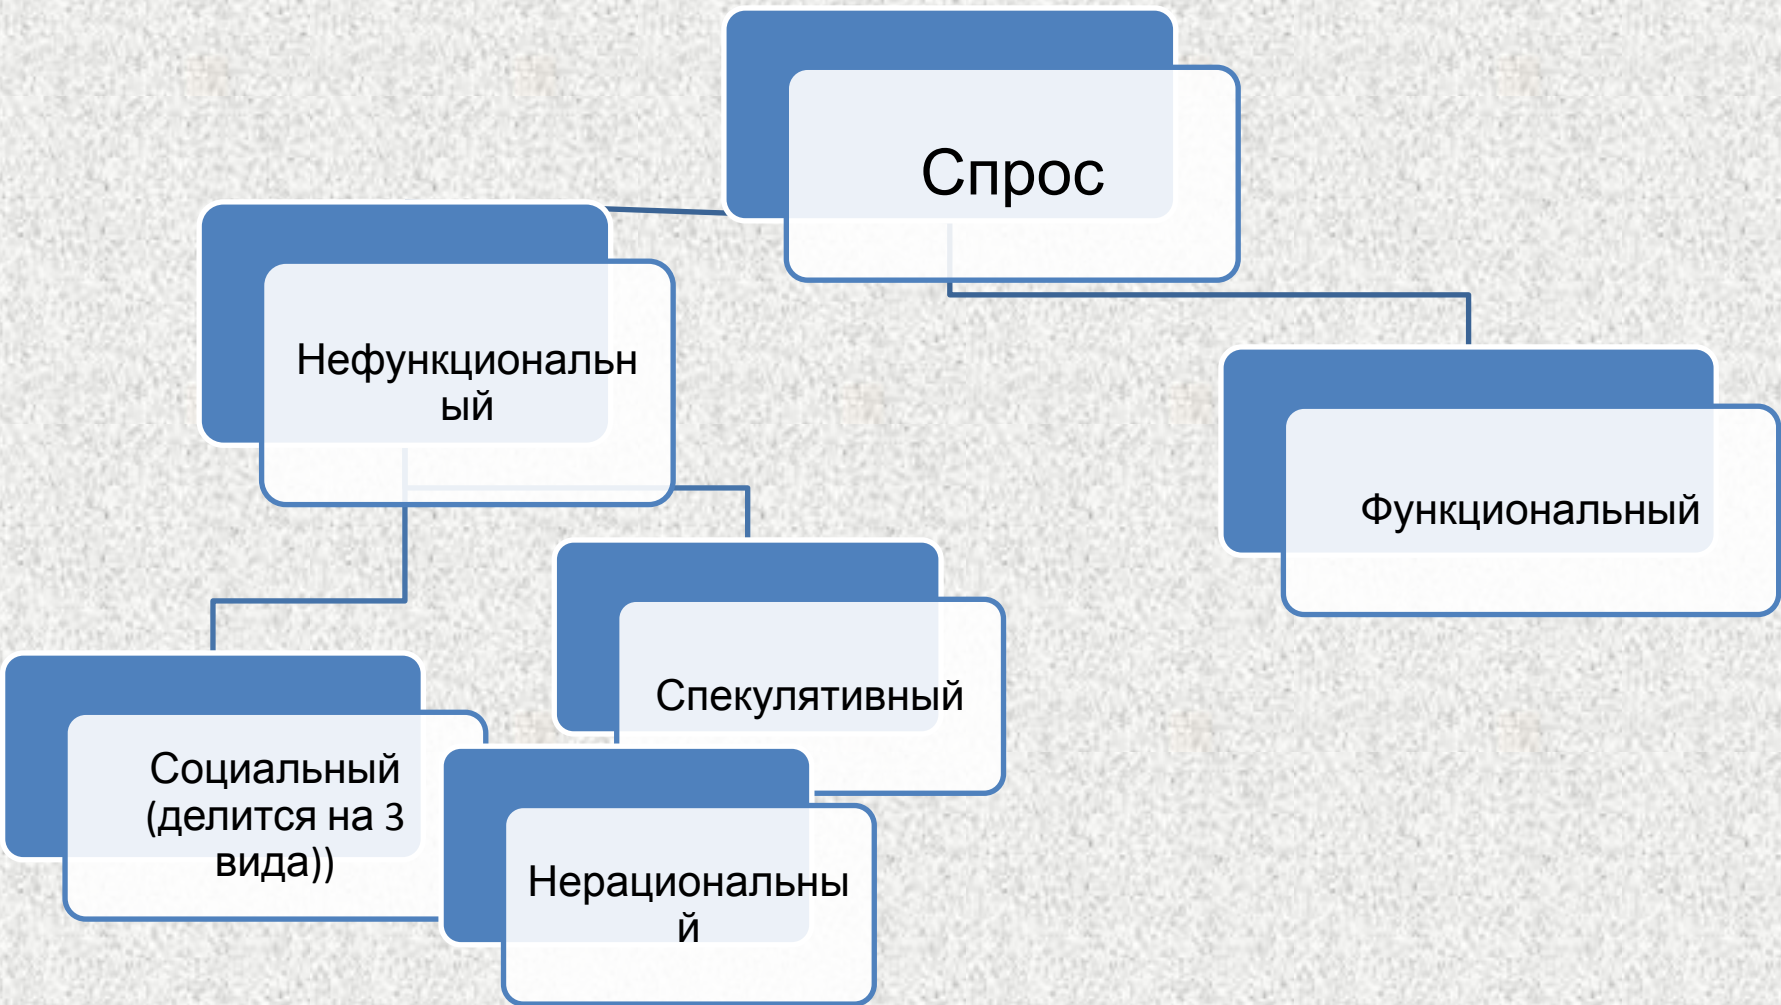 Спрос
Нефункциональн
ый
Функциональный
Спекулятивный
Социальный
(делится на 3
вида))
Нерациональны
й